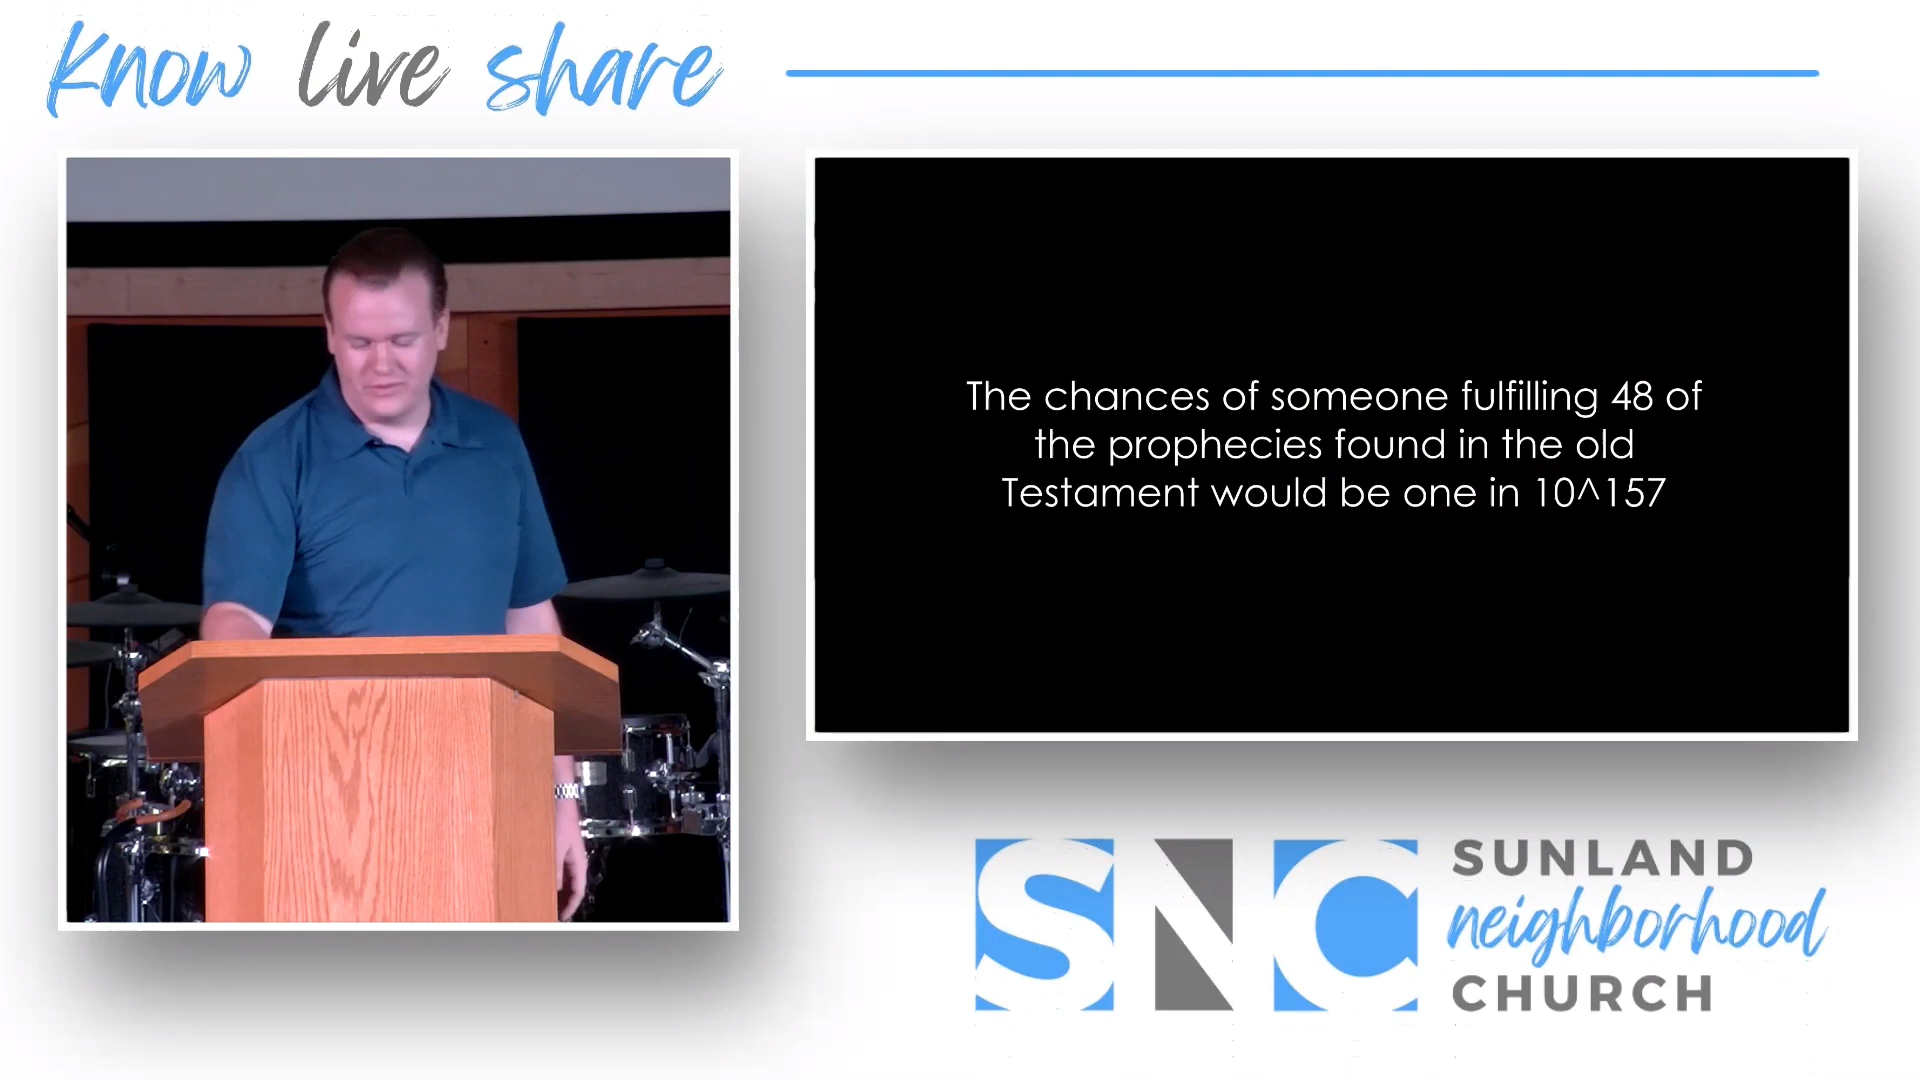 Know live share
The chances of someone fulfilling 48 of
the prophecies found in the old
Testament would be one in 10^157
SNC
SUNLAND
neighborhood
CHURCH